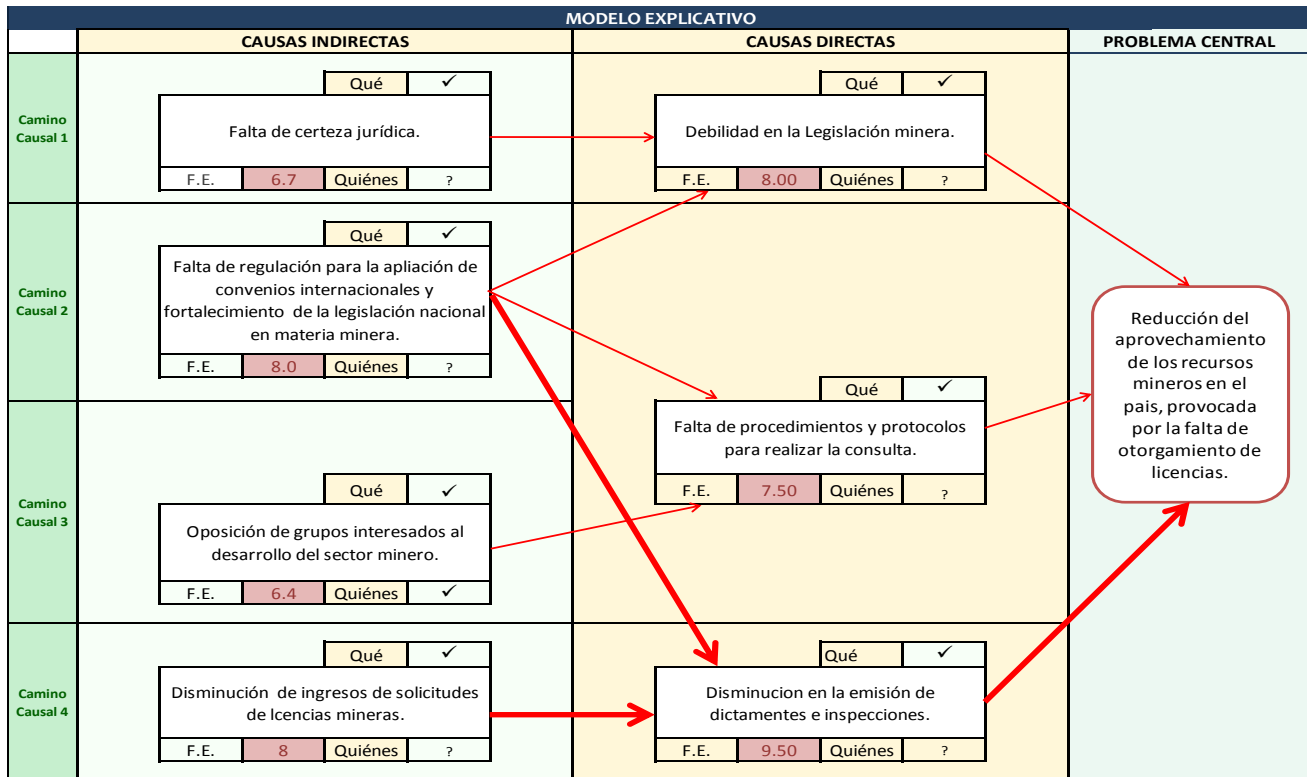 MODELO EXPLICATIVO
CAUSAS INDIRECTAS
CAUSAS DIRECTAS
PROBLEMA CENTRAL
Camino
Causal 1
Qué ✓
Falta de certeza jurídica.
F.E. 6.7 Quiénes ?
Qué ✓
Debilidad en la Legislación minera.
F.E. 8.00 Quiénes ?
Camino
Causal 2
Qué ✓
Falta de regulación para la apliación de
convenios internacionales y
fortalecimiento de la legislación nacional
en materia minera.
F.E. 8.0 Quiénes ?
Qué ✓
Falta de procedimientos y protocolos
para realizar la consulta.
F.E. 7.50 Quiénes ?
Reducción del
aprovechamiento
de los recursos
mineros en el
pais, provocada
por la falta de
otorgamiento de
licencias.
Camino
Causal 3
Qué ✓
Oposición de grupos interesados al
desarrollo del sector minero.
F.E. 6.4 Quiénes ✓
Camino
Causal 4
Qué ✓
Disminución de ingresos de solicitudes
de lcencias mineras.
F.E. 8 Quiénes ?
Qué ✓
Disminucion en la emisión de
dictamentes e inspecciones.
F.E. 9.50 Quiénes ?